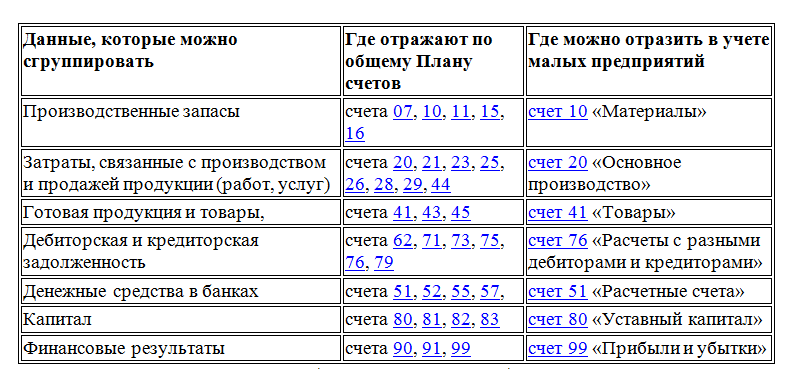 Данные, которые можно
сгруппировать
Где отражают по
общему Плану
счетов
Где можно отразить в учете
малых предприятий
Производственные запасы
счета 07, 10, 11, 15,
16
счет 10 «Материалы»
Затраты, связанные с производством
и продажей продукции (работ, услуг)
счета 20, 21, 23, 25,
26, 28, 29, 44
счет 20 «Основное
производство»
Готовая продукция и товары,
счета 41, 43, 45
счет 41 «Товары»
Дебиторская и кредиторская
задолженность
счета 62, 71, 73, 75,
76, 79
счет 76 «Расчеты с разными
дебиторами и кредиторами»
Денежные средства в банках
счета 51, 52, 55, 57,
счет 51 «Расчетные счета»
Капитал
счета 80, 81, 82, 83
счет 80 «Уставный капитал»
Финансовые результаты
счета 90, 91, 99
счет 99 «Прибыли и убытки»